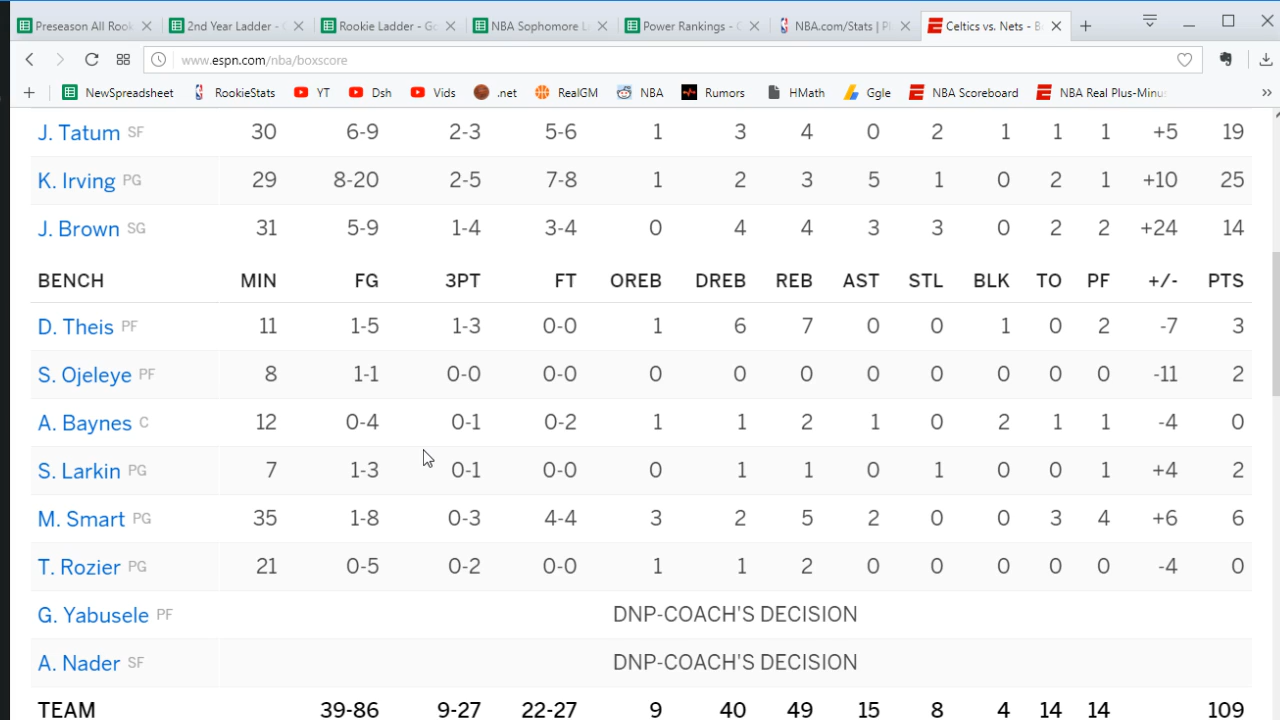 Preseason All Rook 2nd Year Ladder - Rookie Ladder - Go NBA Sophomore L Power Rankings - NBA.com/Stats | Pl Celtics vs. Nets - B
www.espn.com/nba/boxscore
NewSpreadsheet RookieStats YT Dsh Vids .net RealGM NBA Rumors HMath Ggle NBA Scoreboard NBA Real Plus-Minu
J. Tatum SF 30 6-9 2-3 5-6 1 3 4 0 2 1 1 1 +5 19
K. Irving PG 29 8-20 2-5 7-8 1 2 3 5 1 0 2 1 +10 25
J. Brown SG 31 5-9 1-4 3-4 0 4 4 3 3 0 2 2 +24 14
BENCH MIN FG 3PT FT OREB DREB REB AST STL BLK TO PF +/- PTS
D. Theis PF 11 1-5 1-3 0-0 1 6 7 0 0 1 0 2 -7 3
S. Ojeleye PF 8 1-1 0-0 0-0 0 0 0 0 0 0 0 0 -11 2
A. Baynes C 12 0-4 0-1 0-2 1 1 2 1 0 2 1 1 -4 0
S. Larkin PG 7 1-3 0-1 0-0 0 1 1 0 1 0 0 1 +4 2
M. Smart PG 35 1-8 0-3 4-4 3 2 5 2 0 0 3 4 +6 6
T. Rozier PG 21 0-5 0-2 0-0 1 1 2 0 0 0 0 0 -4 0
G. Yabusele PF DNP-COACH'S DECISION
A. Nader SF DNP-COACH'S DECISION
TEAM 39-86 9-27 22-27 9 40 49 15 8 4 14 14 109